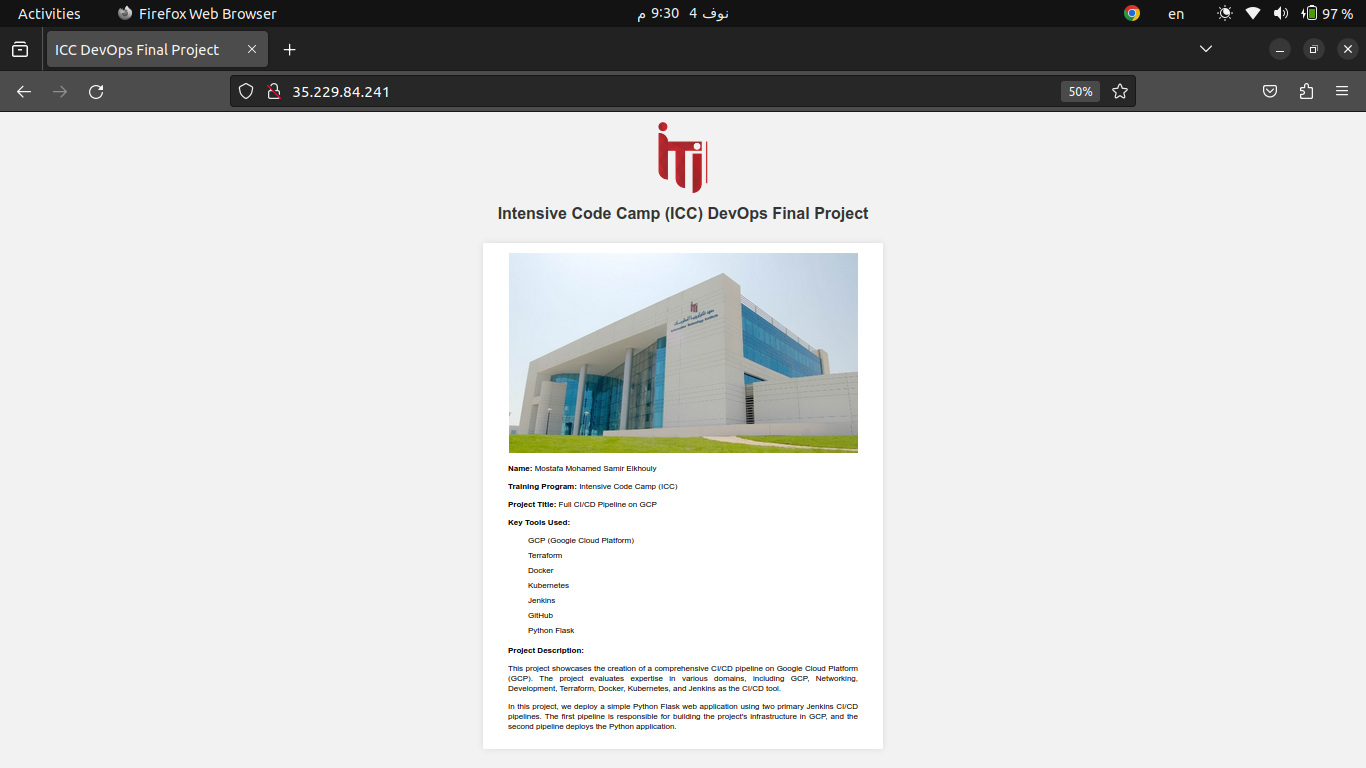 Activities
Firefox Web Browser
نوف 4  9:30 م
en
97 %
ICC DevOps Final Project
35.229.84.241
50%
iTi
Intensive Code Camp (ICC) DevOps Final Project
iTi
Information Technology Institute
Name: Mostafa Mohamed Samir Elkhouly
Training Program: Intensive Code Camp (ICC)
Project Title: Full CI/CD Pipeline on GCP
Key Tools Used:
GCP (Google Cloud Platform)
Terraform
Docker
Kubernetes
Jenkins
GitHub
Python Flask
Project Description:
This project showcases the creation of a comprehensive CI/CD pipeline on Google Cloud Platform
(GCP). The project evaluates expertise in various domains, including GCP, Networking,
Development, Terraform, Docker, Kubernetes, and Jenkins as the CI/CD tool.
In this project, we deploy a simple Python Flask web application using two primary Jenkins CI/CD
pipelines. The first pipeline is responsible for building the project's infrastructure in GCP, and the
second pipeline deploys the Python application.